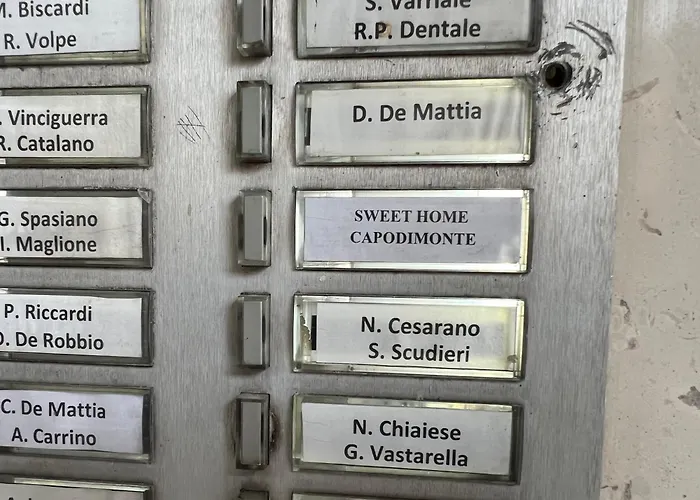 M. Biscardi
R. Volpe
Vinciguerra
R. Catalano
G. Spasiano
I. Maglione
P. Riccardi
D. De Robbio
C. De Mattia
A. Carrino
S. Varriale
R.P. Dentale
D. De Mattia
SWEET HOME
CAPODIMONTE
N. Cesarano
S. Scudieri
N. Chiaiese
G. Vastarella